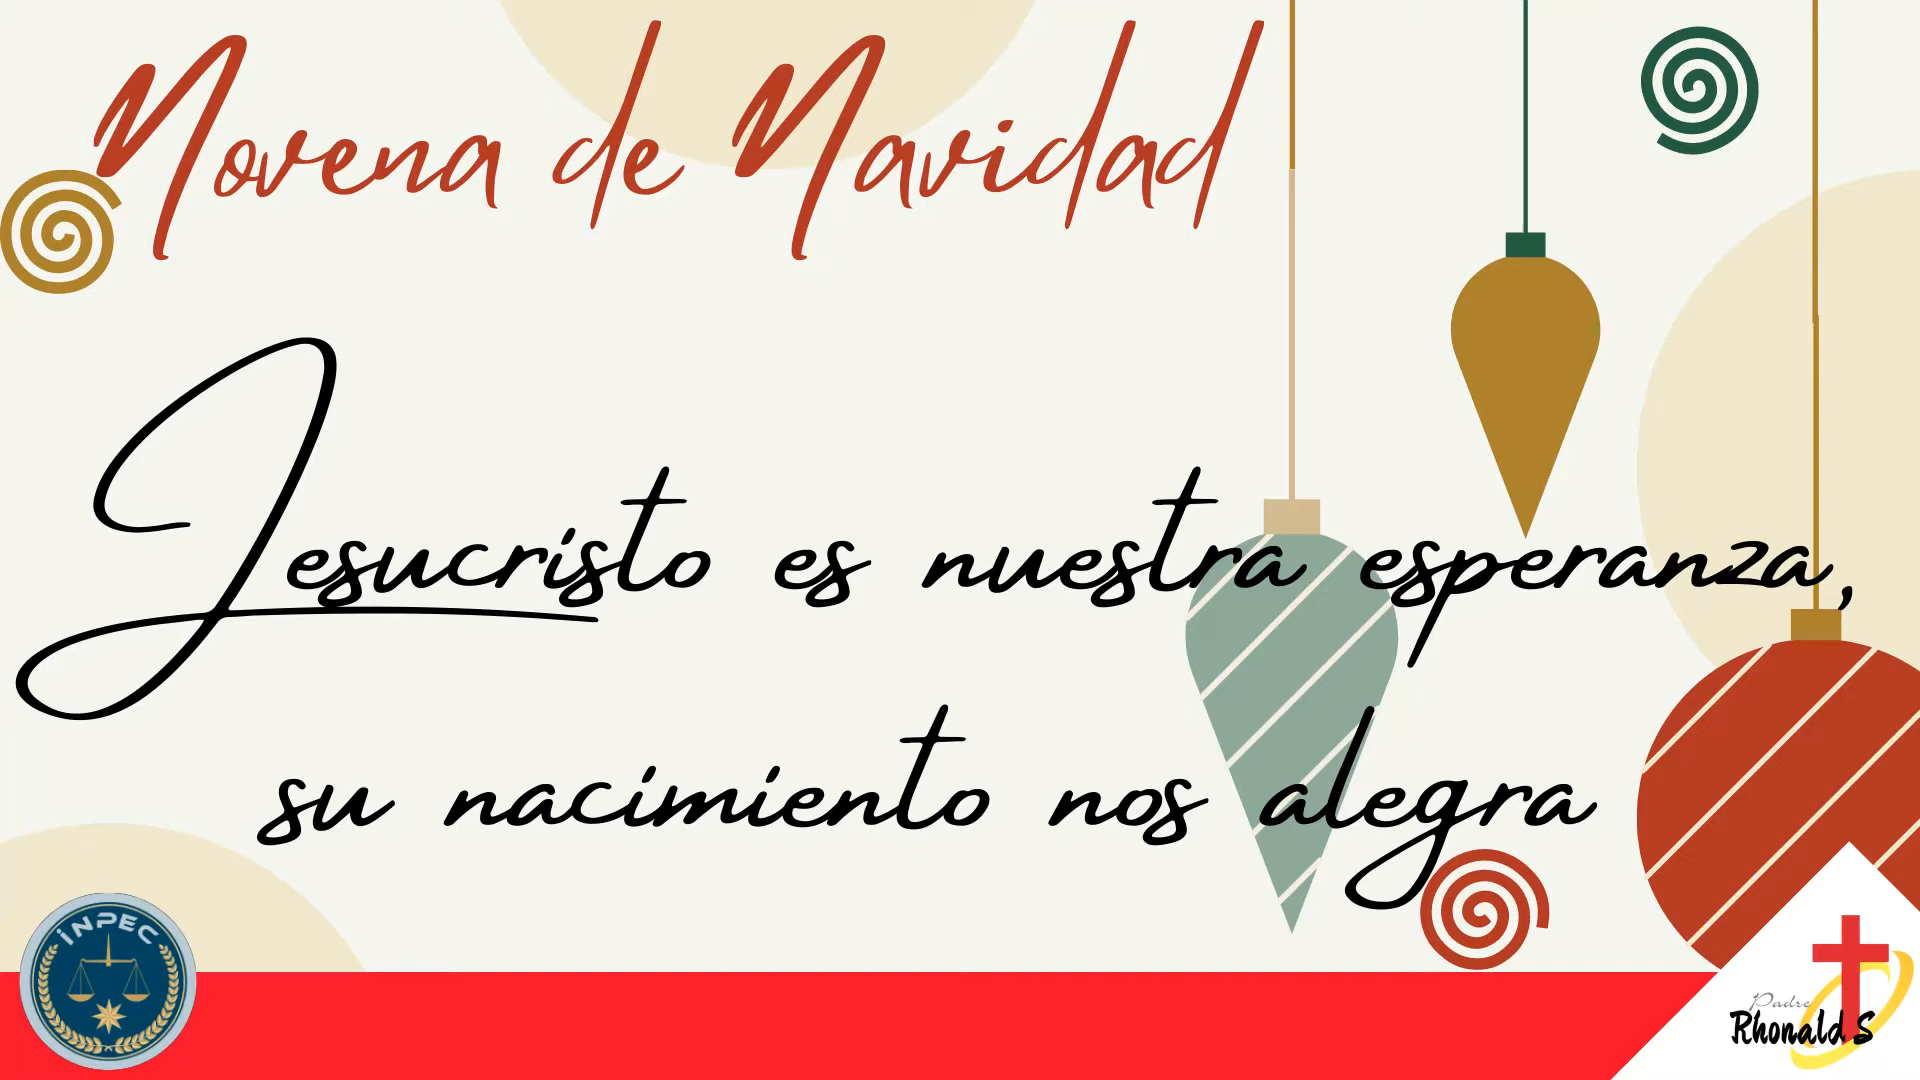 Novena de Navidad
Jesucristo es nuestra esperanza,
su nacimiento nos alegra
iNPEC
Padre
Rhonald S